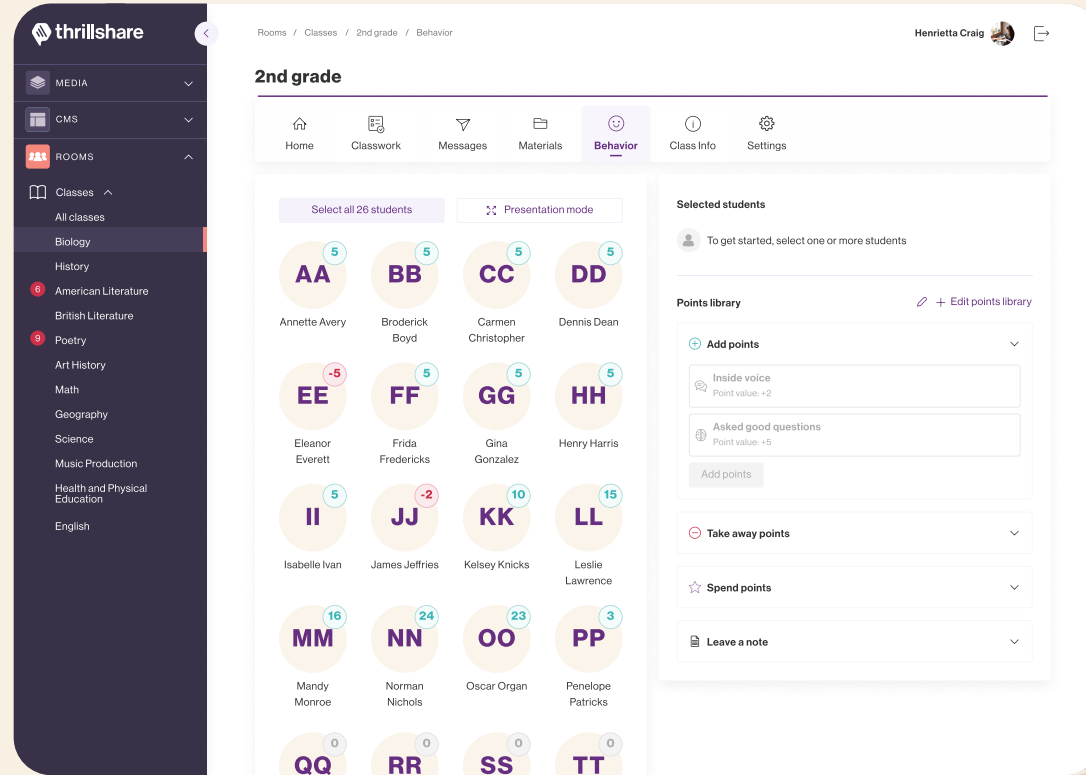 thrillshare
MEDIA
CMS
ROOMS
Classes
All classes
Biology
History
6
American Literature
British Literature
9
Poetry
Art History
Math
Geography
Science
Music Production
Health and Physical
Education
English
Rooms / Classes / 2nd grade / Behavior
Henrietta Craig
2nd grade
Home
Classwork
Messages
Materials
Behavior
Class Info
Settings
Select all 26 students
Presentation mode
5
5
5
5
AA
BB
CC
DD
Annette Avery
Broderick
Boyd
Carmen
Christopher
Dennis Dean
-5
5
5
5
EE
FF
GG
HH
Eleanor
Everett
Frida
Fredericks
Gina
Gonzalez
Henry Harris
5
-2
10
15
II
JJ
KK
LL
Isabelle Ivan
James Jeffries
Kelsey Knicks
Leslie
Lawrence
16
24
23
3
MM
NN
OO
PP
Mandy
Monroe
Norman
Nichols
Oscar Organ
Penelope
Patricks
0
0
0
0
QQ
RR
SS
TT
Selected students
To get started, select one or more students
Points library
+ Edit points library
Add points
Inside voice
Point value: +2
Asked good questions
Point value: +5
Add points
Take away points
Spend points
Leave a note